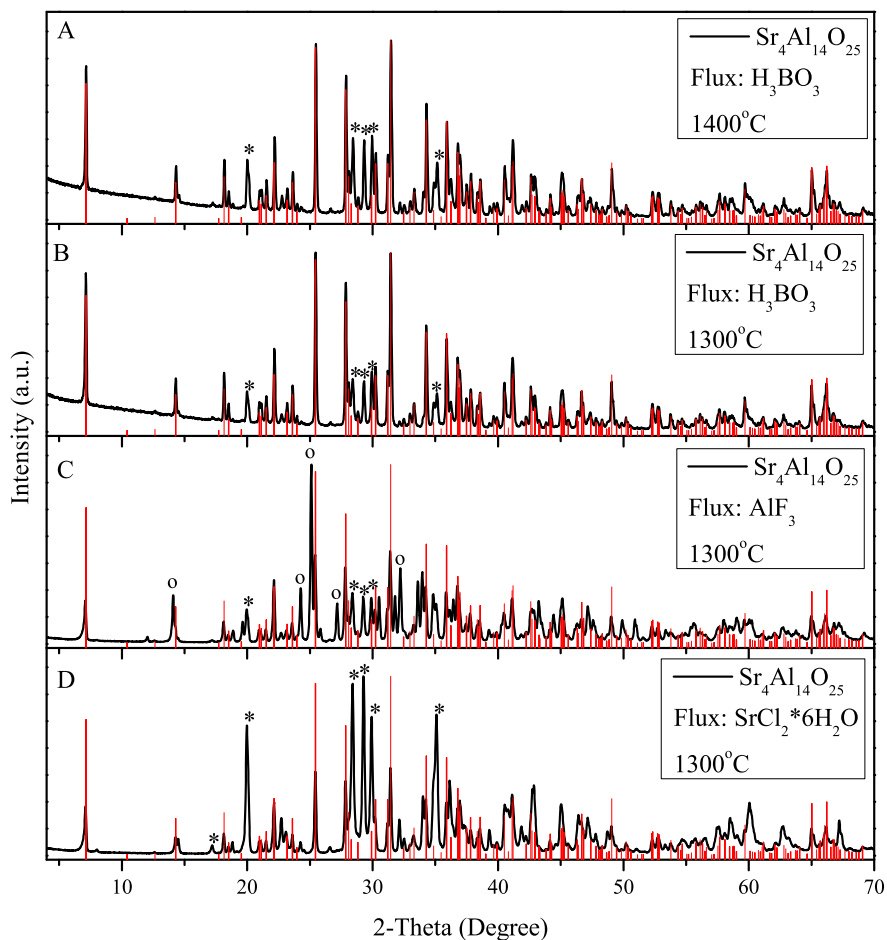 A
Sr₄Al₁₄O₂₅
Flux: H₃BO₃
1400°C
* * * * *
B
Sr₄Al₁₄O₂₅
Flux: H₃BO₃
1300°C
* * * * *
C
Sr₄Al₁₄O₂₅
Flux: AlF₃
1300°C
o o * o o * * * o
D
Sr₄Al₁₄O₂₅
Flux: SrCl₂*6H₂O
1300°C
* * * * * *
Intensity (a.u.)
10 20 30 40 50 60 70
2-Theta (Degree)